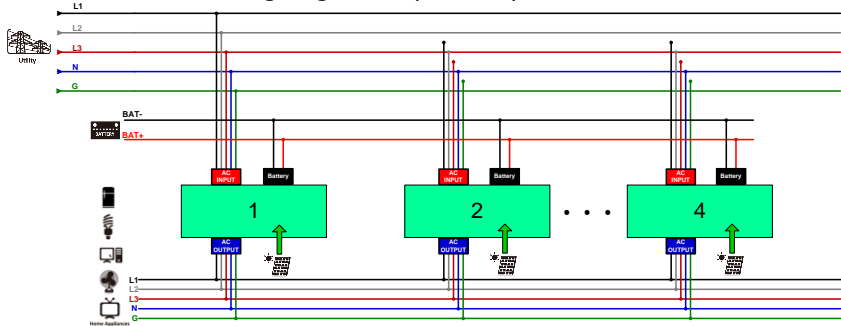 L1
L2
L3
Utility
N
G
BAT-
BATTERY
BAT+
AC
INPUT
Battery
AC
INPUT
Battery
AC
INPUT
Battery
1
2
4
AC
OUTPUT
AC
OUTPUT
AC
OUTPUT
L1
L2
L3
N
G
Home Appliances